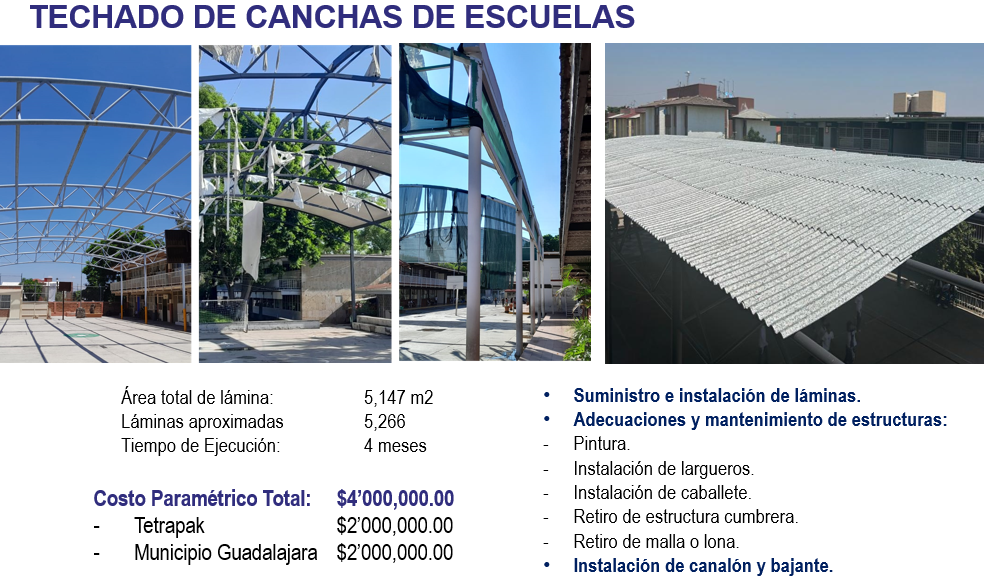 TECHADO DE CANCHAS DE ESCUELAS
Área total de lámina: 5,147 m2
Láminas aproximadas 5,266
Tiempo de Ejecución: 4 meses
Costo Paramétrico Total: $4’000,000.00
- Tetrapak $2’000,000.00
- Municipio Guadalajara $2’000,000.00
• Suministro e instalación de láminas.
• Adecuaciones y mantenimiento de estructuras:
- Pintura.
- Instalación de largueros.
- Instalación de caballete.
- Retiro de estructura cumbrera.
- Retiro de malla o lona.
• Instalación de canalón y bajante.